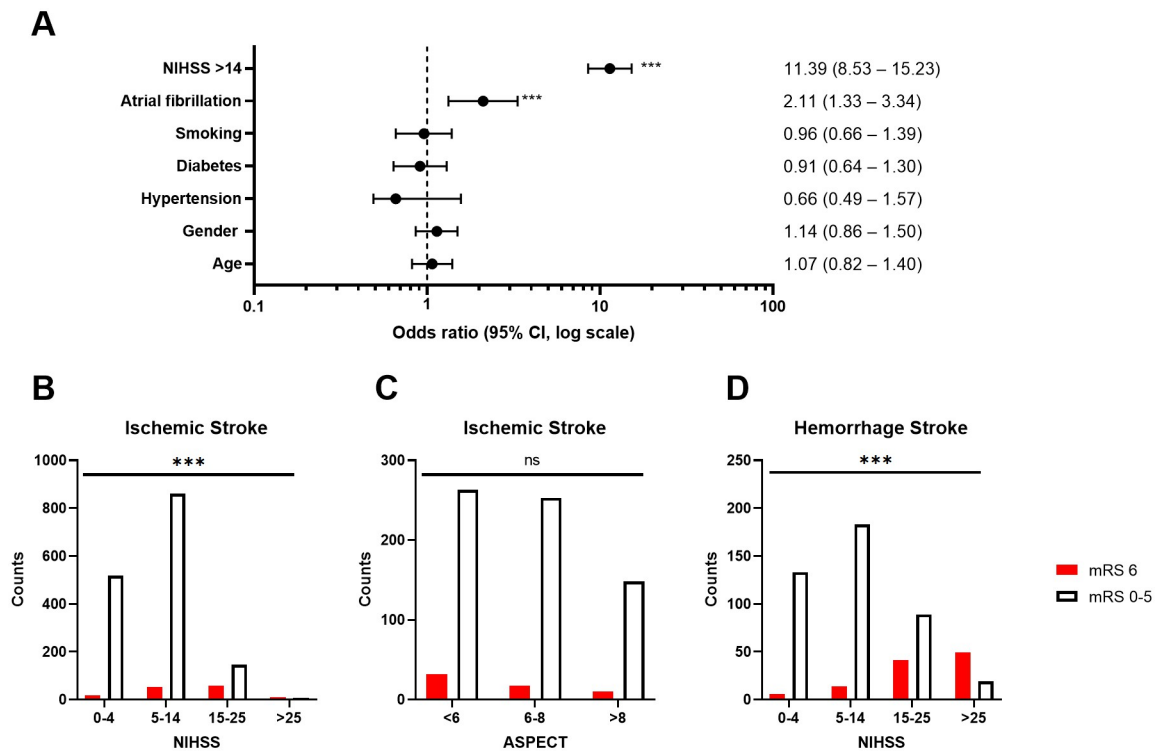 A
NIHSS >14 *** 11.39 (8.53 – 15.23)
Atrial fibrillation *** 2.11 (1.33 – 3.34)
Smoking 0.96 (0.66 – 1.39)
Diabetes 0.91 (0.64 – 1.30)
Hypertension 0.66 (0.49 – 1.57)
Gender 1.14 (0.86 – 1.50)
Age 1.07 (0.82 – 1.40)
0.1 1 10 100
Odds ratio (95% CI, log scale)
B
Ischemic Stroke
***
Counts
1000
800
600
400
200
0
0-4 5-14 15-25 >25
NIHSS
C
Ischemic Stroke
ns
Counts
300
200
100
0
<6 6-8 >8
ASPECT
D
Hemorrhage Stroke
***
Counts
250
200
150
100
50
0
0-4 5-14 15-25 >25
NIHSS
mRS 6
mRS 0-5